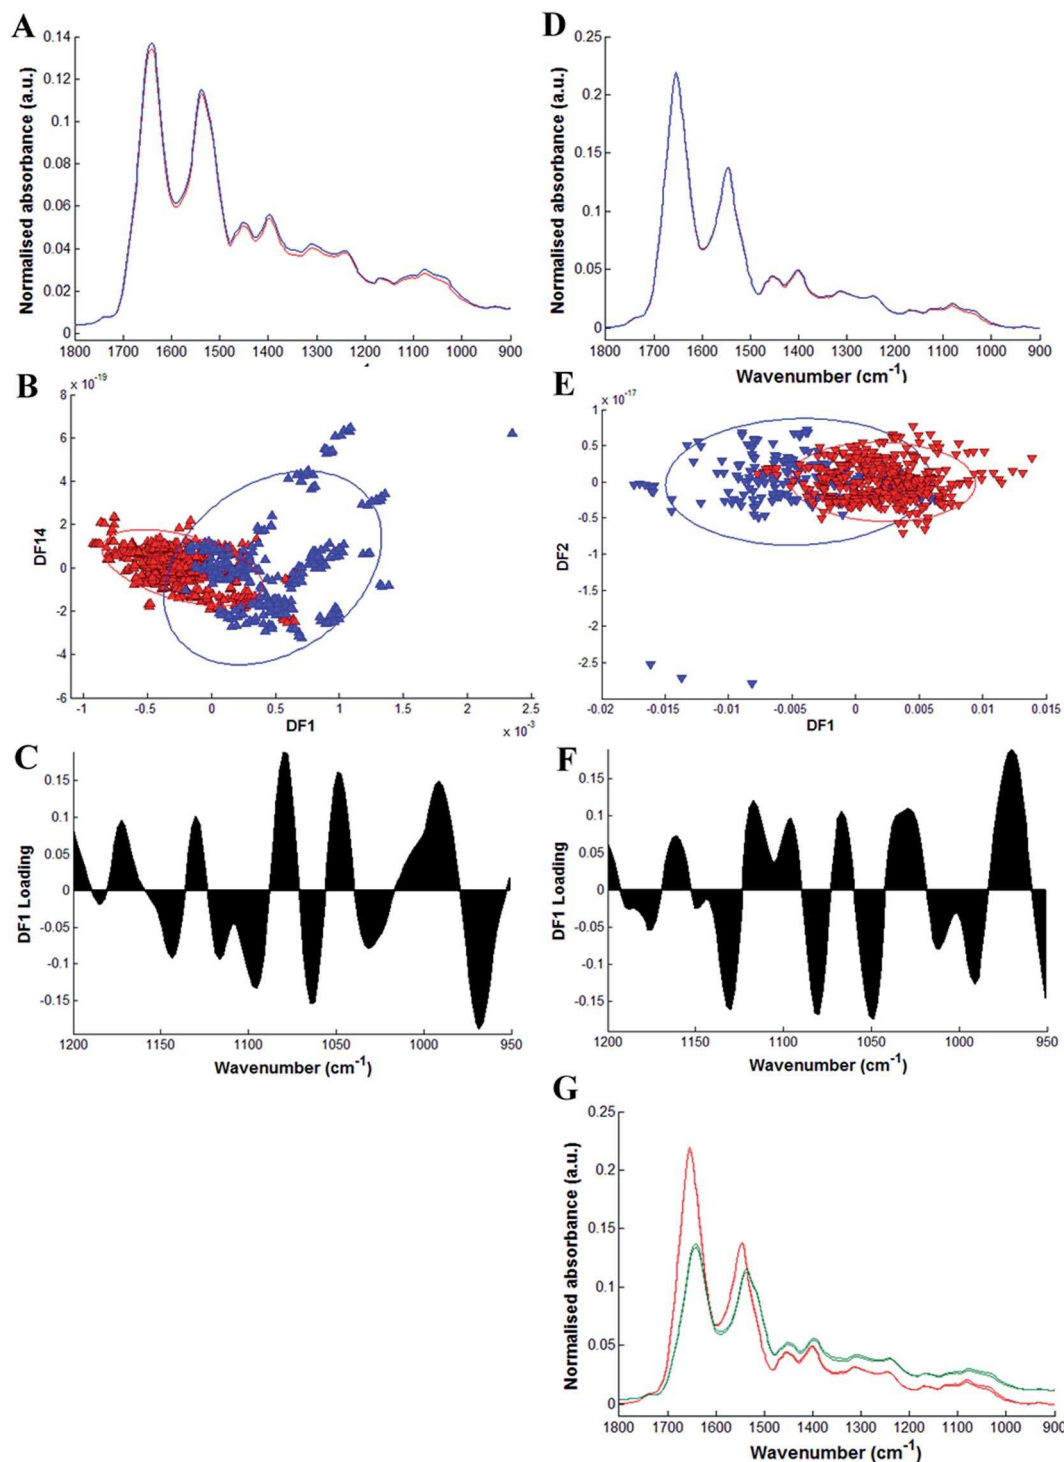 A
Normalised absorbance (a.u.)
0.14
0.12
0.1
0.08
0.06
0.04
0.02
0
1800 1700 1600 1500 1400 1300 1200 1100 1000 900
D
Normalised absorbance (a.u.)
0.25
0.2
0.15
0.1
0.05
0
1800 1700 1600 1500 1400 1300 1200 1100 1000 900
Wavenumber (cm-1)
B
x 10-19
DF14
8
6
4
2
0
-2
-4
-6
-1 -0.5 0 0.5 1 1.5 2 2.5
DF1
x 10-3
E
x 10-17
DF2
1
0.5
0
-0.5
-1
-1.5
-2
-2.5
-0.02 -0.015 -0.01 -0.005 0 0.005 0.01 0.015
DF1
C
DF1 Loading
0.15
0.1
0.05
0
-0.05
-0.1
-0.15
1200 1150 1100 1050 1000 950
Wavenumber (cm-1)
F
DF1 Loading
0.15
0.1
0.05
0
-0.05
-0.1
-0.15
1200 1150 1100 1050 1000 950
Wavenumber (cm-1)
G
Normalised absorbance (a.u.)
0.25
0.2
0.15
0.1
0.05
0
1800 1700 1600 1500 1400 1300 1200 1100 1000 900
Wavenumber (cm-1)